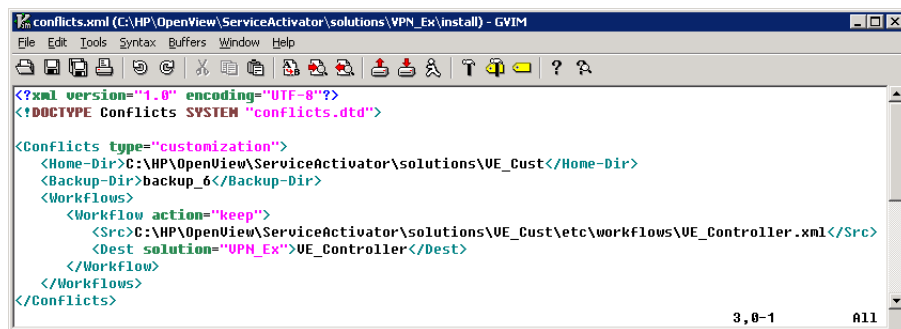 conflicts.xml (C:\HP\OpenView\ServiceActivator\solutions\VPN_Ex\install) - GVIM
File Edit Tools Syntax Buffers Window Help
<?xml version="1.0" encoding="UTF-8"?>
<!DOCTYPE Conflicts SYSTEM "conflicts.dtd">
<Conflicts type="customization">
<Home-Dir>C:\HP\OpenView\ServiceActivator\solutions\VE_Cust</Home-Dir>
<Backup-Dir>backup_6</Backup-Dir>
<Workflows>
<Workflow action="keep">
<Src>C:\HP\OpenView\ServiceActivator\solutions\VE_Cust\etc\workflows\VE_Controller.xml</Src>
<Dest solution="VPN_Ex">VE_Controller</Dest>
</Workflow>
</Workflows>
</Conflicts>
3,0-1 All